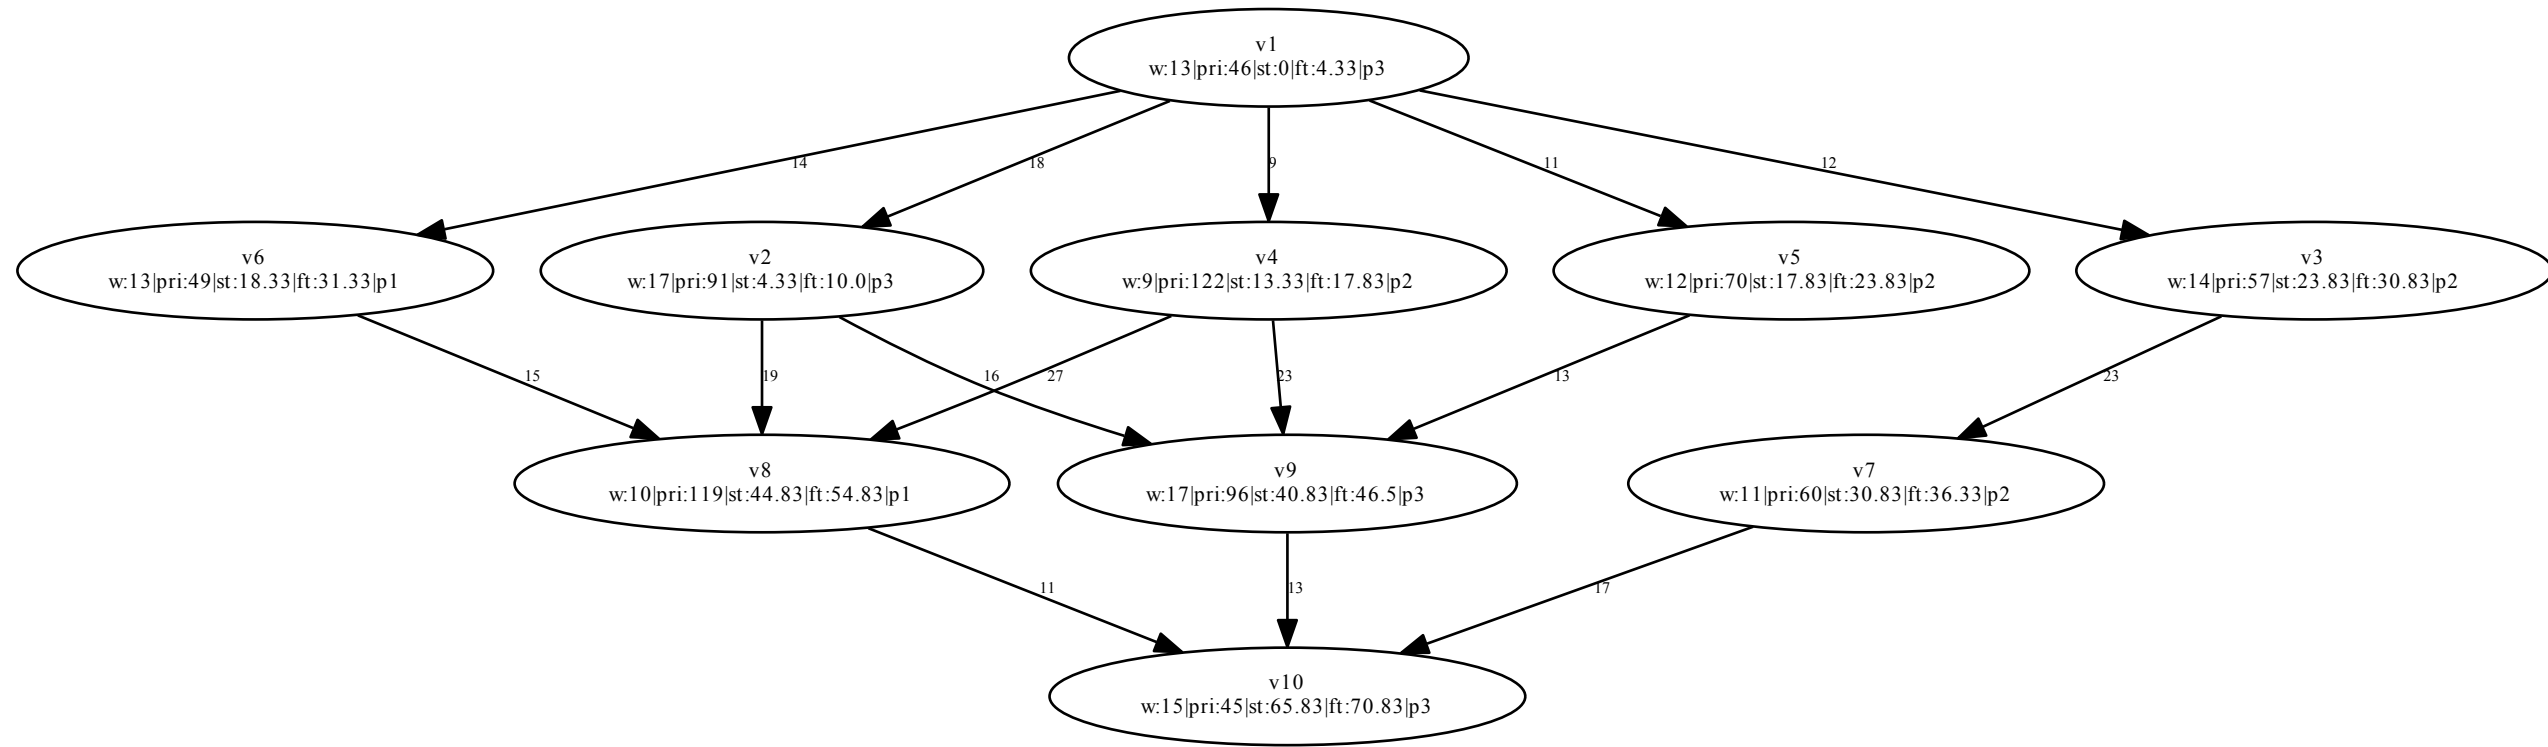 v1
w:13|pri:46|st:0|ft:4.33|p3
14
18
9
11
12
v6
w:13|pri:49|st:18.33|ft:31.33|p1
v2
w:17|pri:91|st:4.33|ft:10.0|p3
v4
w:9|pri:122|st:13.33|ft:17.83|p2
v5
w:12|pri:70|st:17.83|ft:23.83|p2
v3
w:14|pri:57|st:23.83|ft:30.83|p2
15
19
16
27
23
13
23
v8
w:10|pri:119|st:44.83|ft:54.83|p1
v9
w:17|pri:96|st:40.83|ft:46.5|p3
v7
w:11|pri:60|st:30.83|ft:36.33|p2
11
13
17
v10
w:15|pri:45|st:65.83|ft:70.83|p3